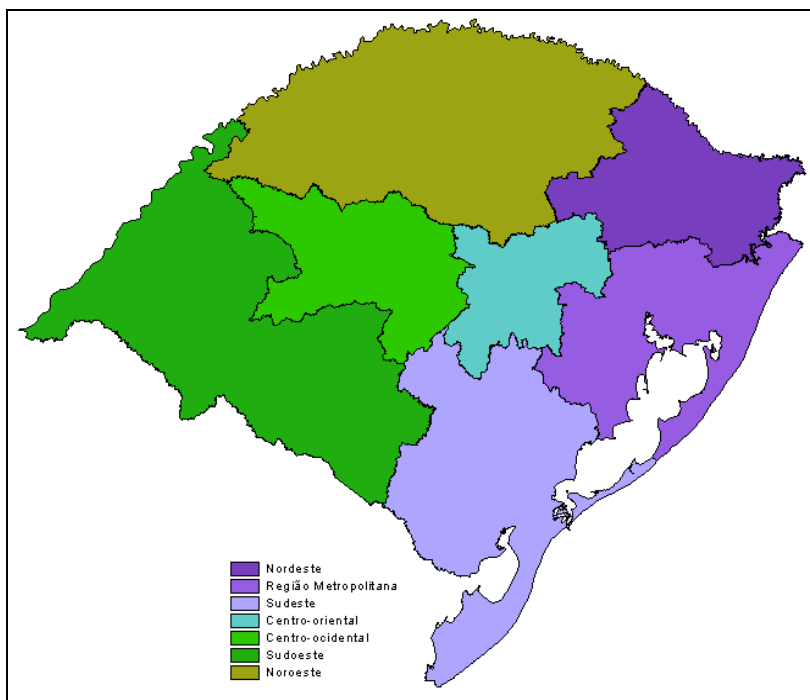 Nordeste
Região Metropolitana
Sudeste
Centro-oriental
Centro-ocidental
Sudoeste
Noroeste